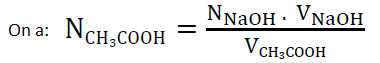 On a: N_CH₃COOH = (N_NaOH . V_NaOH) / V_CH₃COOH